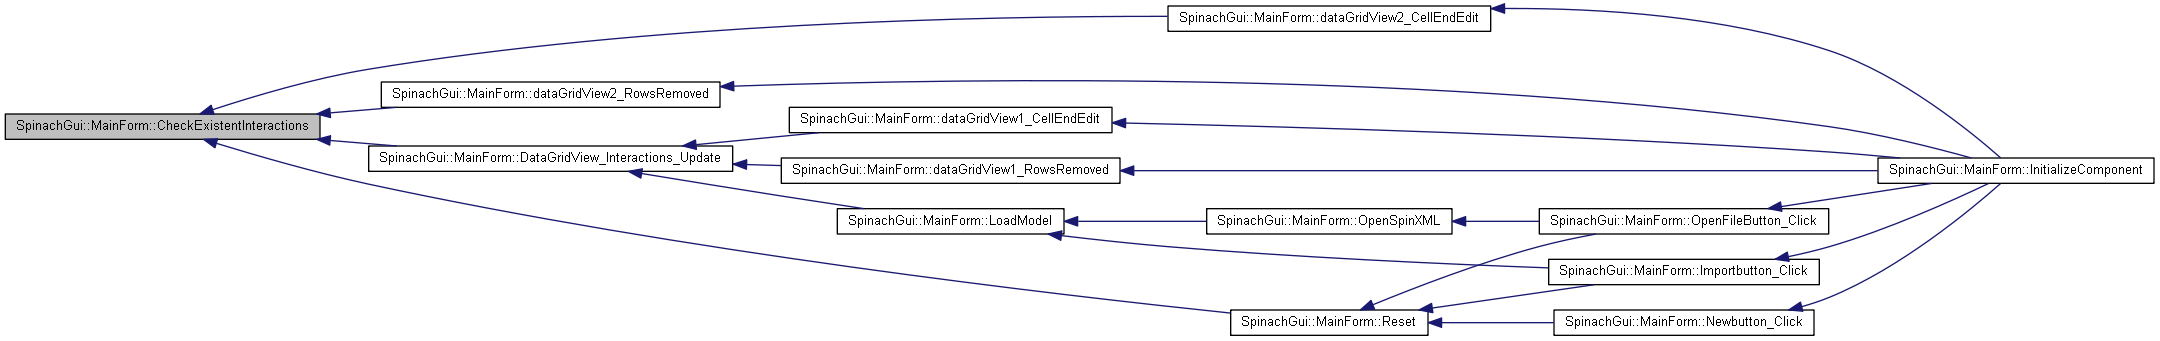 SpinachGui::MainForm::dataGridView2_CellEndEdit
SpinachGui::MainForm::dataGridView2_RowsRemoved
SpinachGui::MainForm::dataGridView1_CellEndEdit
SpinachGui::MainForm::CheckExistentInteractions
SpinachGui::MainForm::DataGridView_Interactions_Update
SpinachGui::MainForm::dataGridView1_RowsRemoved
SpinachGui::MainForm::InitializeComponent
SpinachGui::MainForm::LoadModel
SpinachGui::MainForm::OpenSpinXML
SpinachGui::MainForm::OpenFileButton_Click
SpinachGui::MainForm::Importbutton_Click
SpinachGui::MainForm::Reset
SpinachGui::MainForm::Newbutton_Click